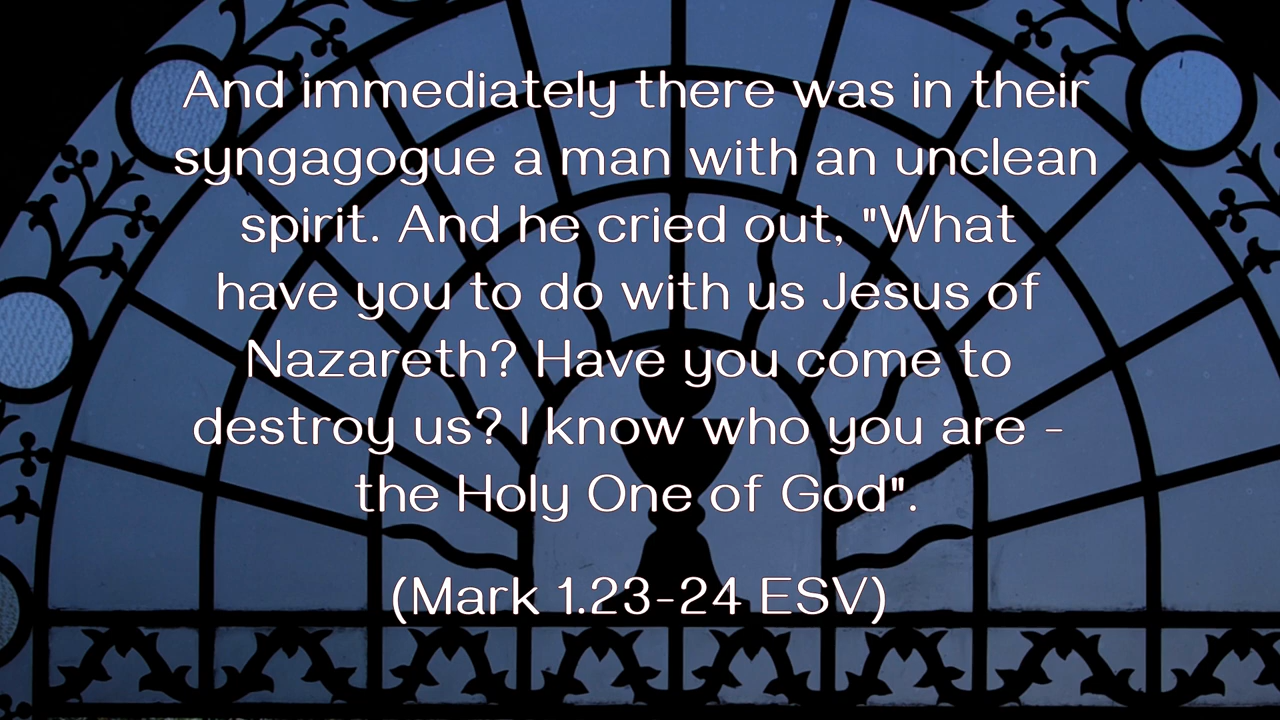 And immediately there was in their
syngagogue a man with an unclean
spirit. And he cried out, "What
have you to do with us Jesus of
Nazareth? Have you come to
destroy us? I know who you are -
the Holy One of God".
(Mark 1.23-24 ESV)